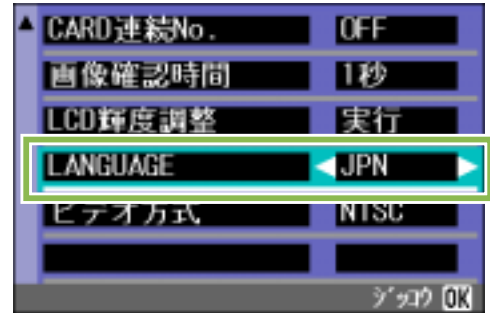 CARD連続No. OFF
画像確認時間 1秒
LCD輝度調整 実行
LANGUAGE JPN
ビデオ方式 NTSC
ジッコウ OK